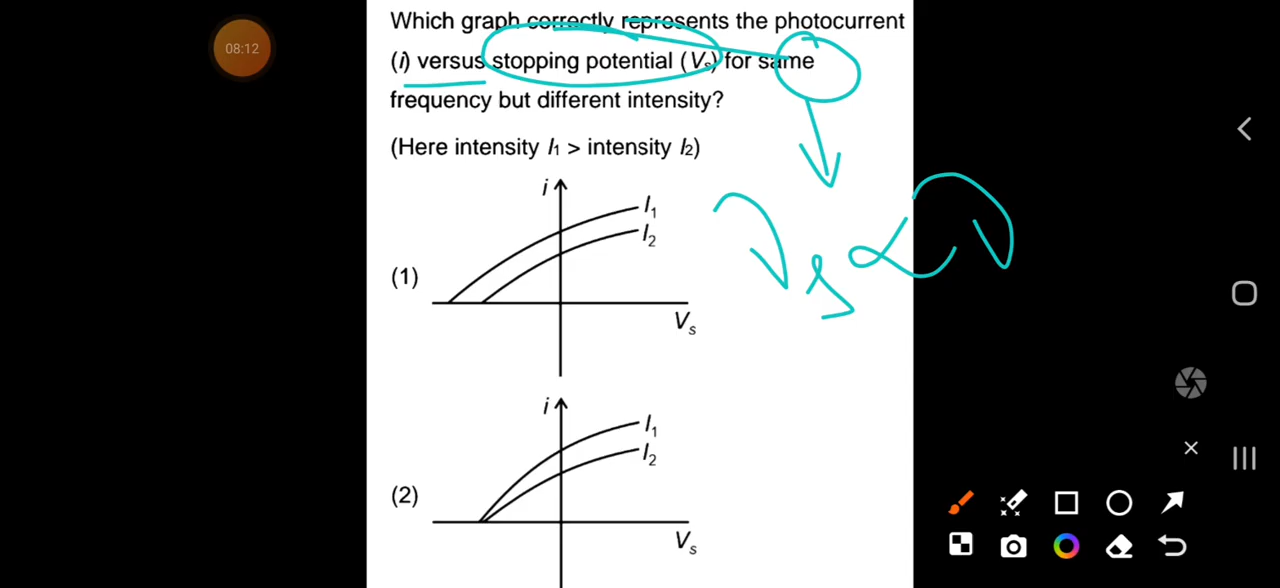 08:12
Which graph correctly represents the photocurrent
(i) versus stopping potential (Vs) for same
frequency but different intensity?
(Here intensity I1 > intensity I2)
i
I1
I2
(1)
Vs
i
I1
I2
(2)
Vs